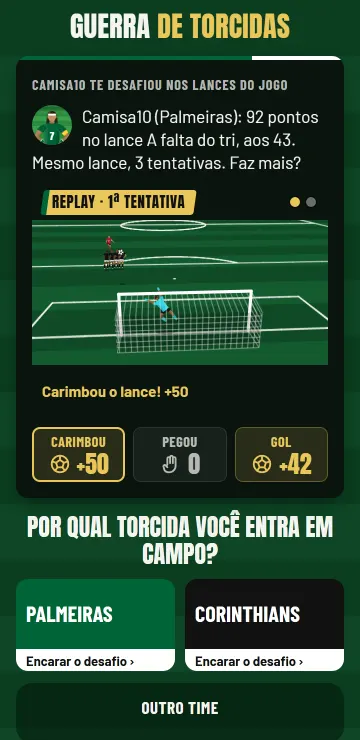 GUERRA DE TORCIDAS
CAMISA10 TE DESAFIOU NOS LANCES DO JOGO
Camisa10 (Palmeiras): 92 pontos
no lance A falta do tri, aos 43.
Mesmo lance, 3 tentativas. Faz mais?
7
REPLAY · 1ª TENTATIVA
Carimbou o lance! +50
CARIMBOU
+50
PEGOU
0
GOL
+42
POR QUAL TORCIDA VOCÊ ENTRA EM
CAMPO?
PALMEIRAS
Encarar o desafio ›
CORINTHIANS
Encarar o desafio ›
OUTRO TIME